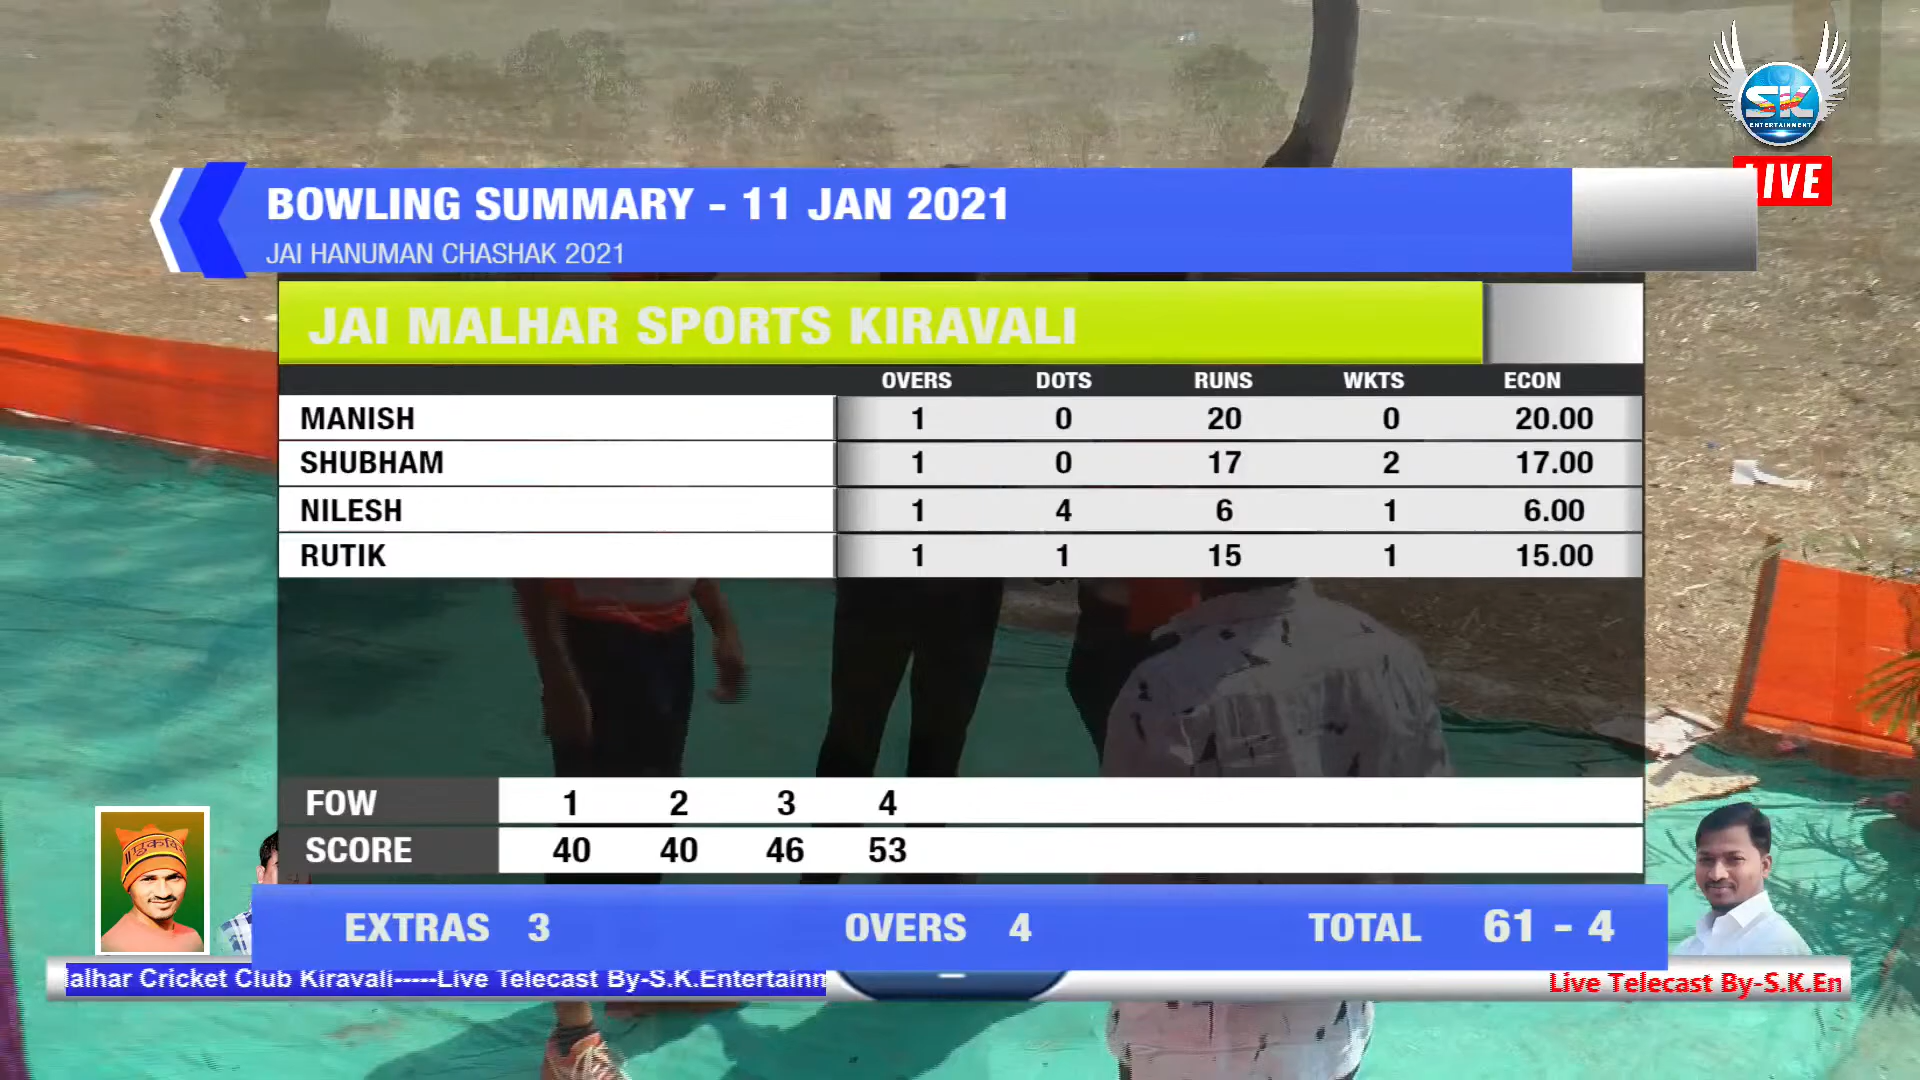 SK
ENTERTAINMENT
LIVE
BOWLING SUMMARY - 11 JAN 2021
JAI HANUMAN CHASHAK 2021
JAI MALHAR SPORTS KIRAVALI
OVERS DOTS RUNS WKTS ECON
MANISH 1 0 20 0 20.00
SHUBHAM 1 0 17 2 17.00
NILESH 1 4 6 1 6.00
RUTIK 1 1 15 1 15.00
FOW 1 2 3 4
SCORE 40 40 46 53
EXTRAS 3 OVERS 4 TOTAL 61 - 4
alhar Cricket Club Kiravali-----Live Telecast By-S.K.Entertainm
Live Telecast By-S.K.En